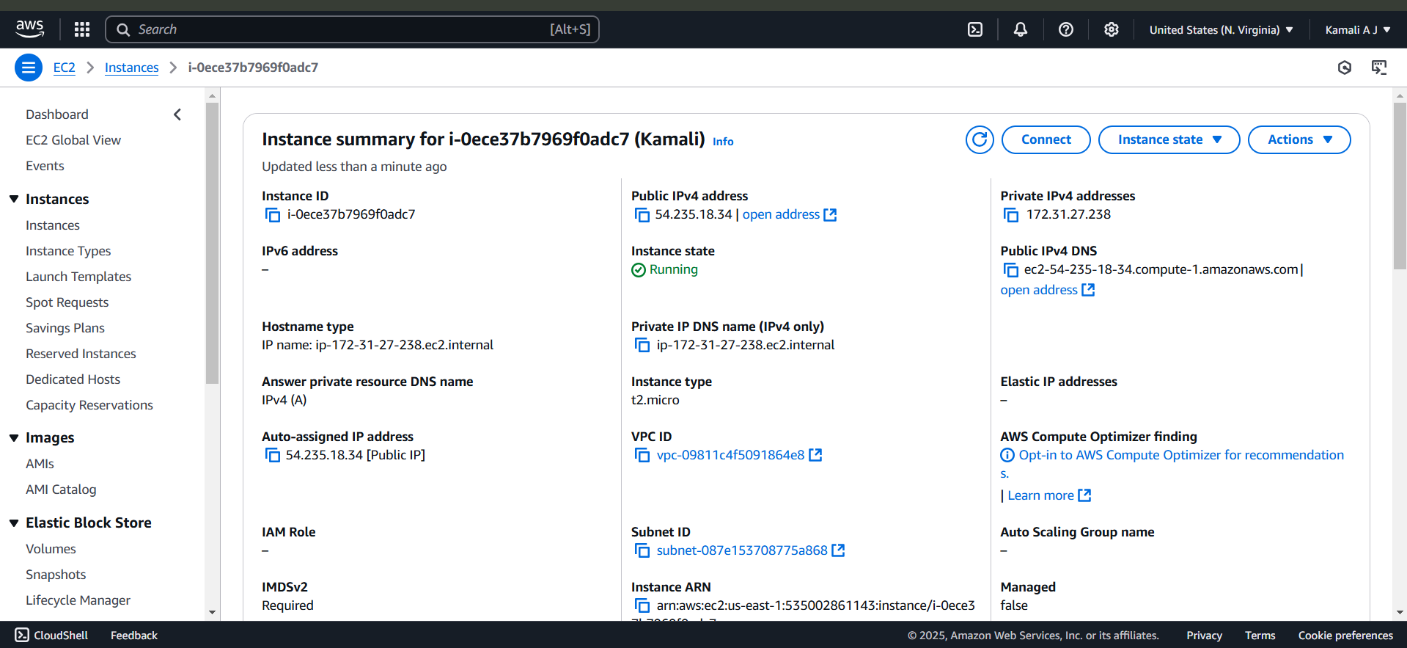 aws
Search [Alt+S]
United States (N. Virginia)
Kamali A J
EC2 > Instances > i-0ece37b7969f0adc7
Dashboard
EC2 Global View
Events
Instances
Instances
Instance Types
Launch Templates
Spot Requests
Savings Plans
Reserved Instances
Dedicated Hosts
Capacity Reservations
Images
AMIs
AMI Catalog
Elastic Block Store
Volumes
Snapshots
Lifecycle Manager
Instance summary for i-0ece37b7969f0adc7 (Kamali) Info
Connect
Instance state
Actions
Updated less than a minute ago
Instance ID
i-0ece37b7969f0adc7
Public IPv4 address
54.235.18.34 | open address
Private IPv4 addresses
172.31.27.238
IPv6 address
–
Instance state
Running
Public IPv4 DNS
ec2-54-235-18-34.compute-1.amazonaws.com |
open address
Hostname type
IP name: ip-172-31-27-238.ec2.internal
Private IP DNS name (IPv4 only)
ip-172-31-27-238.ec2.internal
Answer private resource DNS name
IPv4 (A)
Instance type
t2.micro
Elastic IP addresses
–
Auto-assigned IP address
54.235.18.34 [Public IP]
VPC ID
vpc-09811c4f5091864e8
AWS Compute Optimizer finding
Opt-in to AWS Compute Optimizer for recommendation
s.
| Learn more
IAM Role
–
Subnet ID
subnet-087e153708775a868
Auto Scaling Group name
–
IMDSv2
Required
Instance ARN
arn:aws:ec2:us-east-1:535002861143:instance/i-0ece3
Managed
false
CloudShell
Feedback
© 2025, Amazon Web Services, Inc. or its affiliates.
Privacy
Terms
Cookie preferences